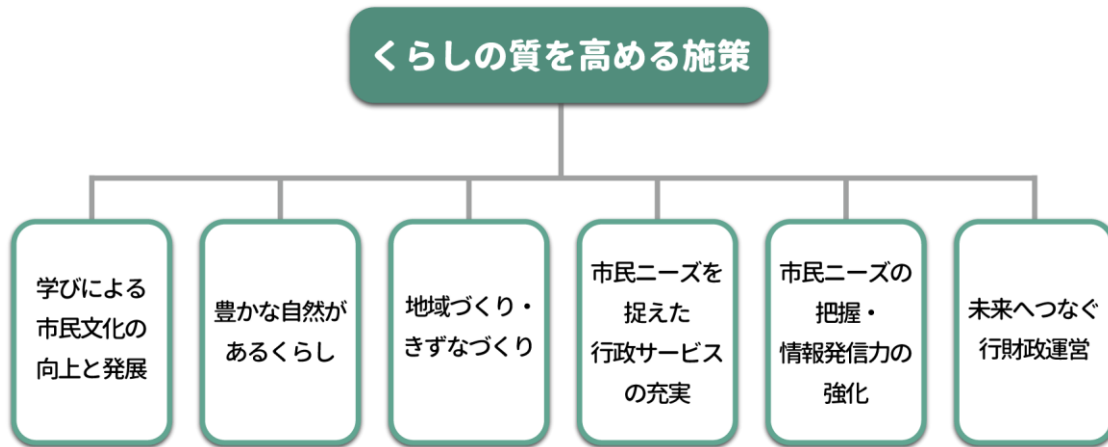 くらしの質を高める施策
学びによる
市民文化の
向上と発展
豊かな自然が
あるくらし
地域づくり・
きずなづくり
市民ニーズを
捉えた
行政サービス
の充実
市民ニーズの
把握・
情報発信力の
強化
未来へつなぐ
行財政運営